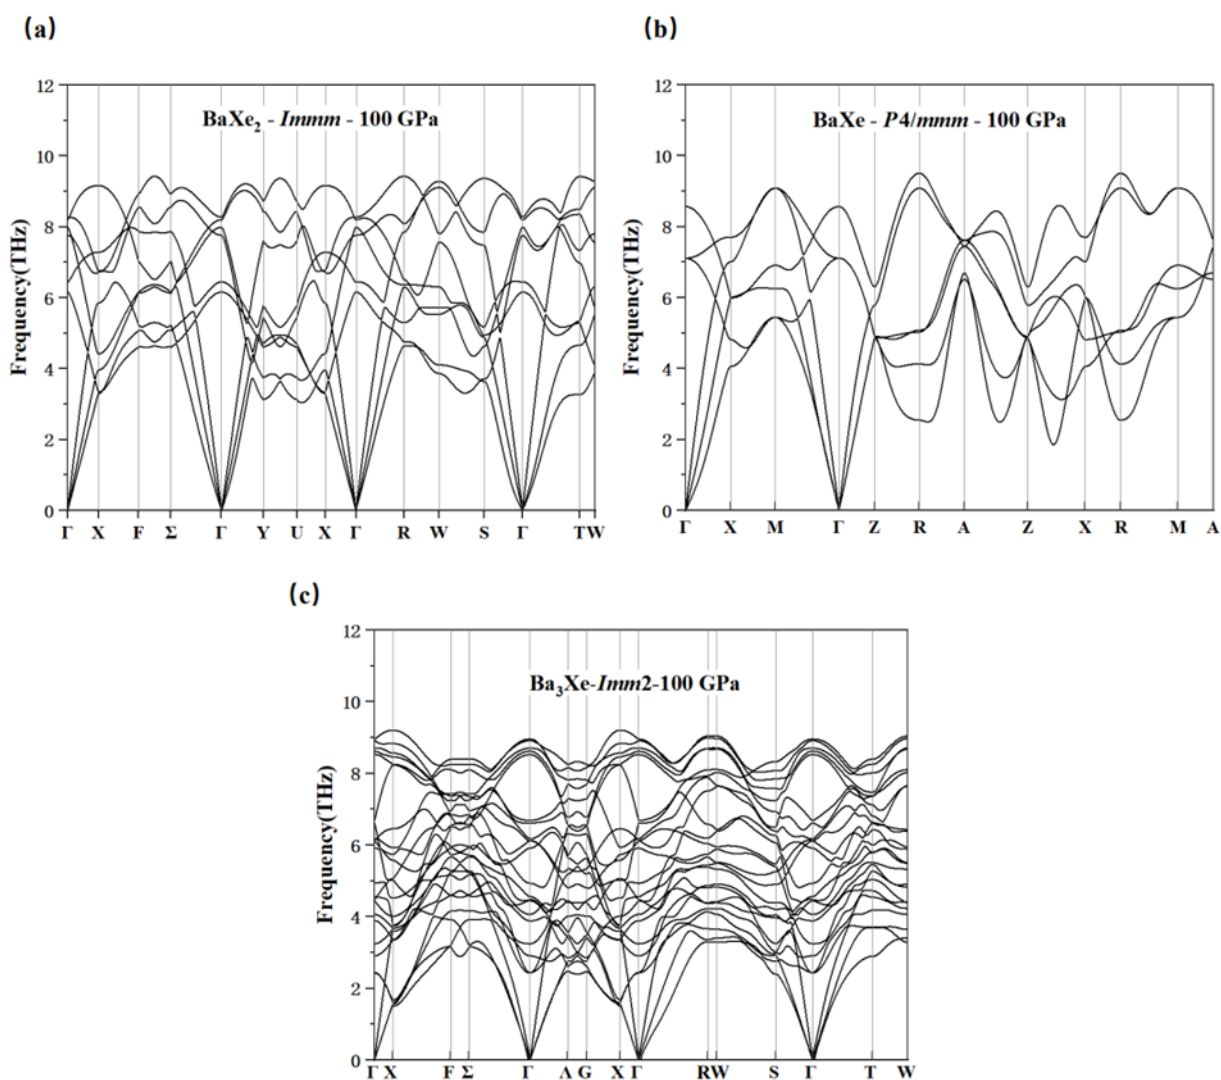 (a)
BaXe2 - Immm - 100 GPa
Frequency(THz)
12
10
8
6
4
2
0
Γ X F Σ Γ Y U X Γ R W S Γ T W
(b)
BaXe - P4/mmm - 100 GPa
Frequency(THz)
12
10
8
6
4
2
0
Γ X M Γ Z R A Z X R M A
(c)
Ba3Xe-Imm2-100 GPa
Frequency(THz)
12
10
8
6
4
2
0
Γ X F Σ Γ Λ G X Γ R W S Γ T W